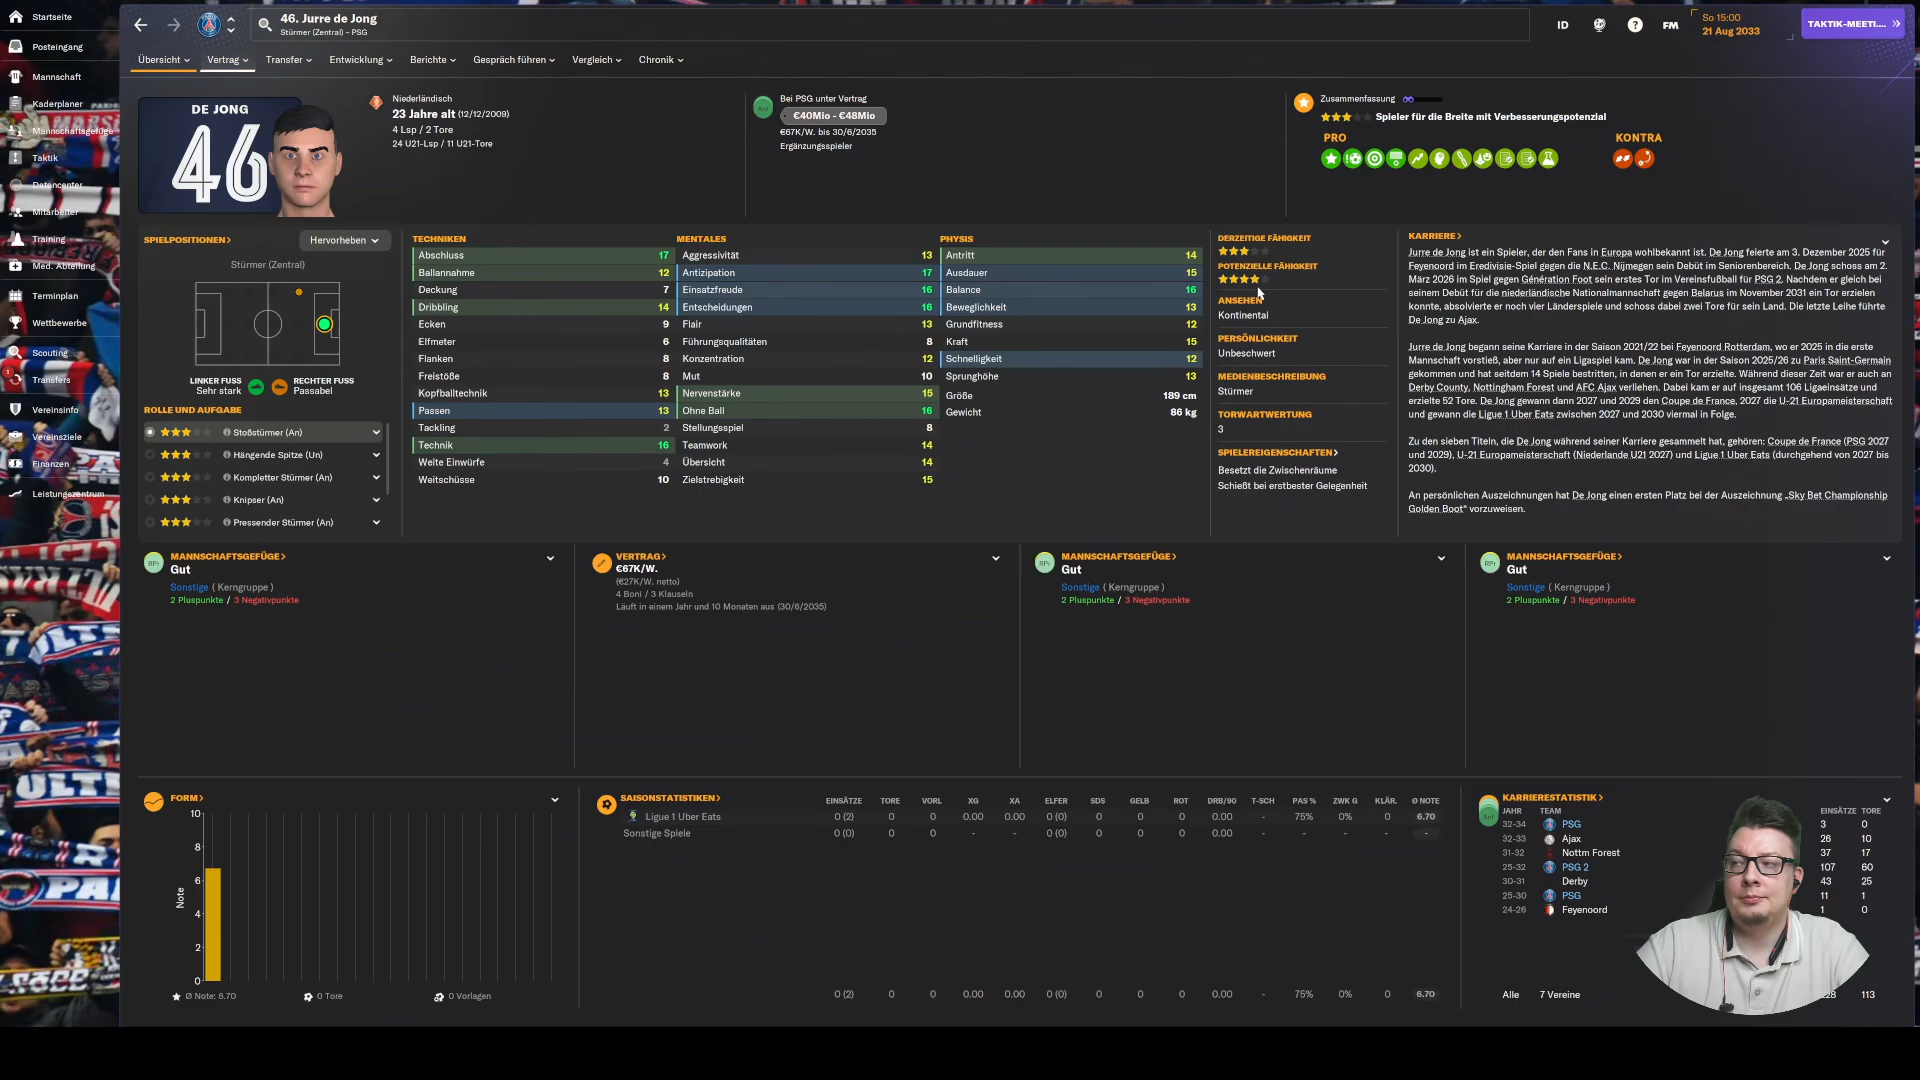 Startseite
Posteingang
Mannschaft
Kaderplaner
Mannschaftsgefüge
Taktik
Datencenter
Mitarbeiter
Training
Med. Abteilung
Terminplan
Wettbewerbe
Scouting
1
Transfers
Vereinsinfo
Vereinsziele
Finanzen
Leistungszentrum
46. Jurre de Jong
Stürmer (Zentral) – PSG
ID
FM
So 15:00
21 Aug 2033
TAKTIK-MEETI....
Übersicht
Vertrag
Transfer
Entwicklung
Berichte
Gespräch führen
Vergleich
Chronik
DE JONG
46
Niederländisch
23 Jahre alt (12/12/2009)
4 Lsp / 2 Tore
24 U21-Lsp / 11 U21-Tore
Bei PSG unter Vertrag
€40Mio - €48Mio
€67K/W. bis 30/6/2035
Ergänzungsspieler
Zusammenfassung
Spieler für die Breite mit Verbesserungspotenzial
PRO
KONTRA
SPIELPOSITIONEN
Hervorheben
Stürmer (Zentral)
LINKER FUSS
Sehr stark
RECHTER FUSS
Passabel
ROLLE UND AUFGABE
Stoßstürmer (An)
Hängende Spitze (Un)
Kompletter Stürmer (An)
Knipser (An)
Pressender Stürmer (An)
TECHNIKEN
Abschluss 17
Ballannahme 12
Deckung 7
Dribbling 14
Ecken 9
Elfmeter 6
Flanken 8
Freistöße 8
Kopfballtechnik 13
Passen 13
Tackling 2
Technik 16
Weite Einwürfe 4
Weitschüsse 10
MENTALES
Aggressivität 13
Antizipation 17
Einsatzfreude 16
Entscheidungen 16
Flair 13
Führungsqualitäten 8
Konzentration 12
Mut 10
Nervenstärke 15
Ohne Ball 16
Stellungsspiel 8
Teamwork 14
Übersicht 14
Zielstrebigkeit 15
PHYSIS
Antritt 14
Ausdauer 15
Balance 16
Beweglichkeit 13
Grundfitness 12
Kraft 15
Schnelligkeit 12
Sprunghöhe 13
Größe 189 cm
Gewicht 86 kg
DERZEITIGE FÄHIGKEIT
POTENZIELLE FÄHIGKEIT
ANSEHEN
Kontinental
PERSÖNLICHKEIT
Unbeschwert
MEDIENBESCHREIBUNG
Stürmer
TORWARTWERTUNG
3
SPIELEREIGENSCHAFTEN
Besetzt die Zwischenräume
Schießt bei erstbester Gelegenheit
KARRIERE
Jurre de Jong ist ein Spieler, der den Fans in Europa wohlbekannt ist. De Jong feierte am 3. Dezember 2025 für
Feyenoord im Eredivisie-Spiel gegen die N.E.C. Nijmegen sein Debüt im Seniorenbereich. De Jong schoss am 2.
März 2026 im Spiel gegen Génération Foot sein erstes Tor im Vereinsfußball für PSG 2. Nachdem er gleich bei
seinem Debüt für die niederländische Nationalmannschaft gegen Belarus im November 2031 ein Tor erzielen
konnte, absolvierte er noch vier Länderspiele und schoss dabei zwei Tore für sein Land. Die letzte Leihe führte
De Jong zu Ajax.
Jurre de Jong begann seine Karriere in der Saison 2021/22 bei Feyenoord Rotterdam, wo er 2025 in die erste
Mannschaft vorstieß, aber nur auf ein Ligaspiel kam. De Jong war in der Saison 2025/26 zu Paris Saint-Germain
gekommen und hat seitdem 14 Spiele bestritten, in denen er ein Tor erzielte. Während dieser Zeit war er auch an
Derby County, Nottingham Forest und AFC Ajax verliehen. Dabei kam er auf insgesamt 106 Ligaeinsätze und
erzielte 52 Tore. De Jong gewann dann 2027 und 2029 den Coupe de France, 2027 die U-21 Europameisterschaft
und gewann die Ligue 1 Uber Eats zwischen 2027 und 2030 viermal in Folge.
Zu den sieben Titeln, die De Jong während seiner Karriere gesammelt hat, gehören: Coupe de France (PSG 2027
und 2029), U-21 Europameisterschaft (Niederlande U21 2027) und Ligue 1 Uber Eats (durchgehend von 2027 bis
2030).
An persönlichen Auszeichnungen hat De Jong einen ersten Platz bei der Auszeichnung „Sky Bet Championship
Golden Boot“ vorzuweisen.
RPr
MANNSCHAFTSGEFÜGE
Gut
Sonstige ( Kerngruppe )
2 Pluspunkte / 3 Negativpunkte
VERTRAG
€67K/W.
(€27K/W. netto)
4 Boni / 3 Klauseln
Läuft in einem Jahr und 10 Monaten aus (30/6/2035)
RPr
MANNSCHAFTSGEFÜGE
Gut
Sonstige ( Kerngruppe )
2 Pluspunkte / 3 Negativpunkte
RPr
MANNSCHAFTSGEFÜGE
Gut
Sonstige ( Kerngruppe )
2 Pluspunkte / 3 Negativpunkte
FORM
10
8
6
4
2
0
Note
Ø Note: 6.70
0 Tore
0 Vorlagen
SAISONSTATISTIKEN
EINSÄTZE TORE VORL XG XA ELFER SDS GELB ROT DRB/90 T-SCH PAS % ZWK G KLÄR. Ø NOTE
Ligue 1 Uber Eats 0 (2) 0 0 0.00 0.00 0 (0) 0 0 0 0.00 - 75% 0% 0 6.70
Sonstige Spiele 0 (0) 0 0 - - 0 (0) 0 0 0 - - - - - -
0 (2) 0 0 0.00 0.00 0 (0) 0 0 0 0.00 - 75% 0% 0 6.70
KARRIERESTATISTIK
JAHR TEAM EINSÄTZE TORE
32-34 PSG 3 0
32-33 Ajax 26 10
31-32 Nottm Forest 37 17
25-32 PSG 2 107 60
30-31 Derby 43 25
25-30 PSG 11 1
24-26 Feyenoord 1 0
Alle 7 Vereine 113